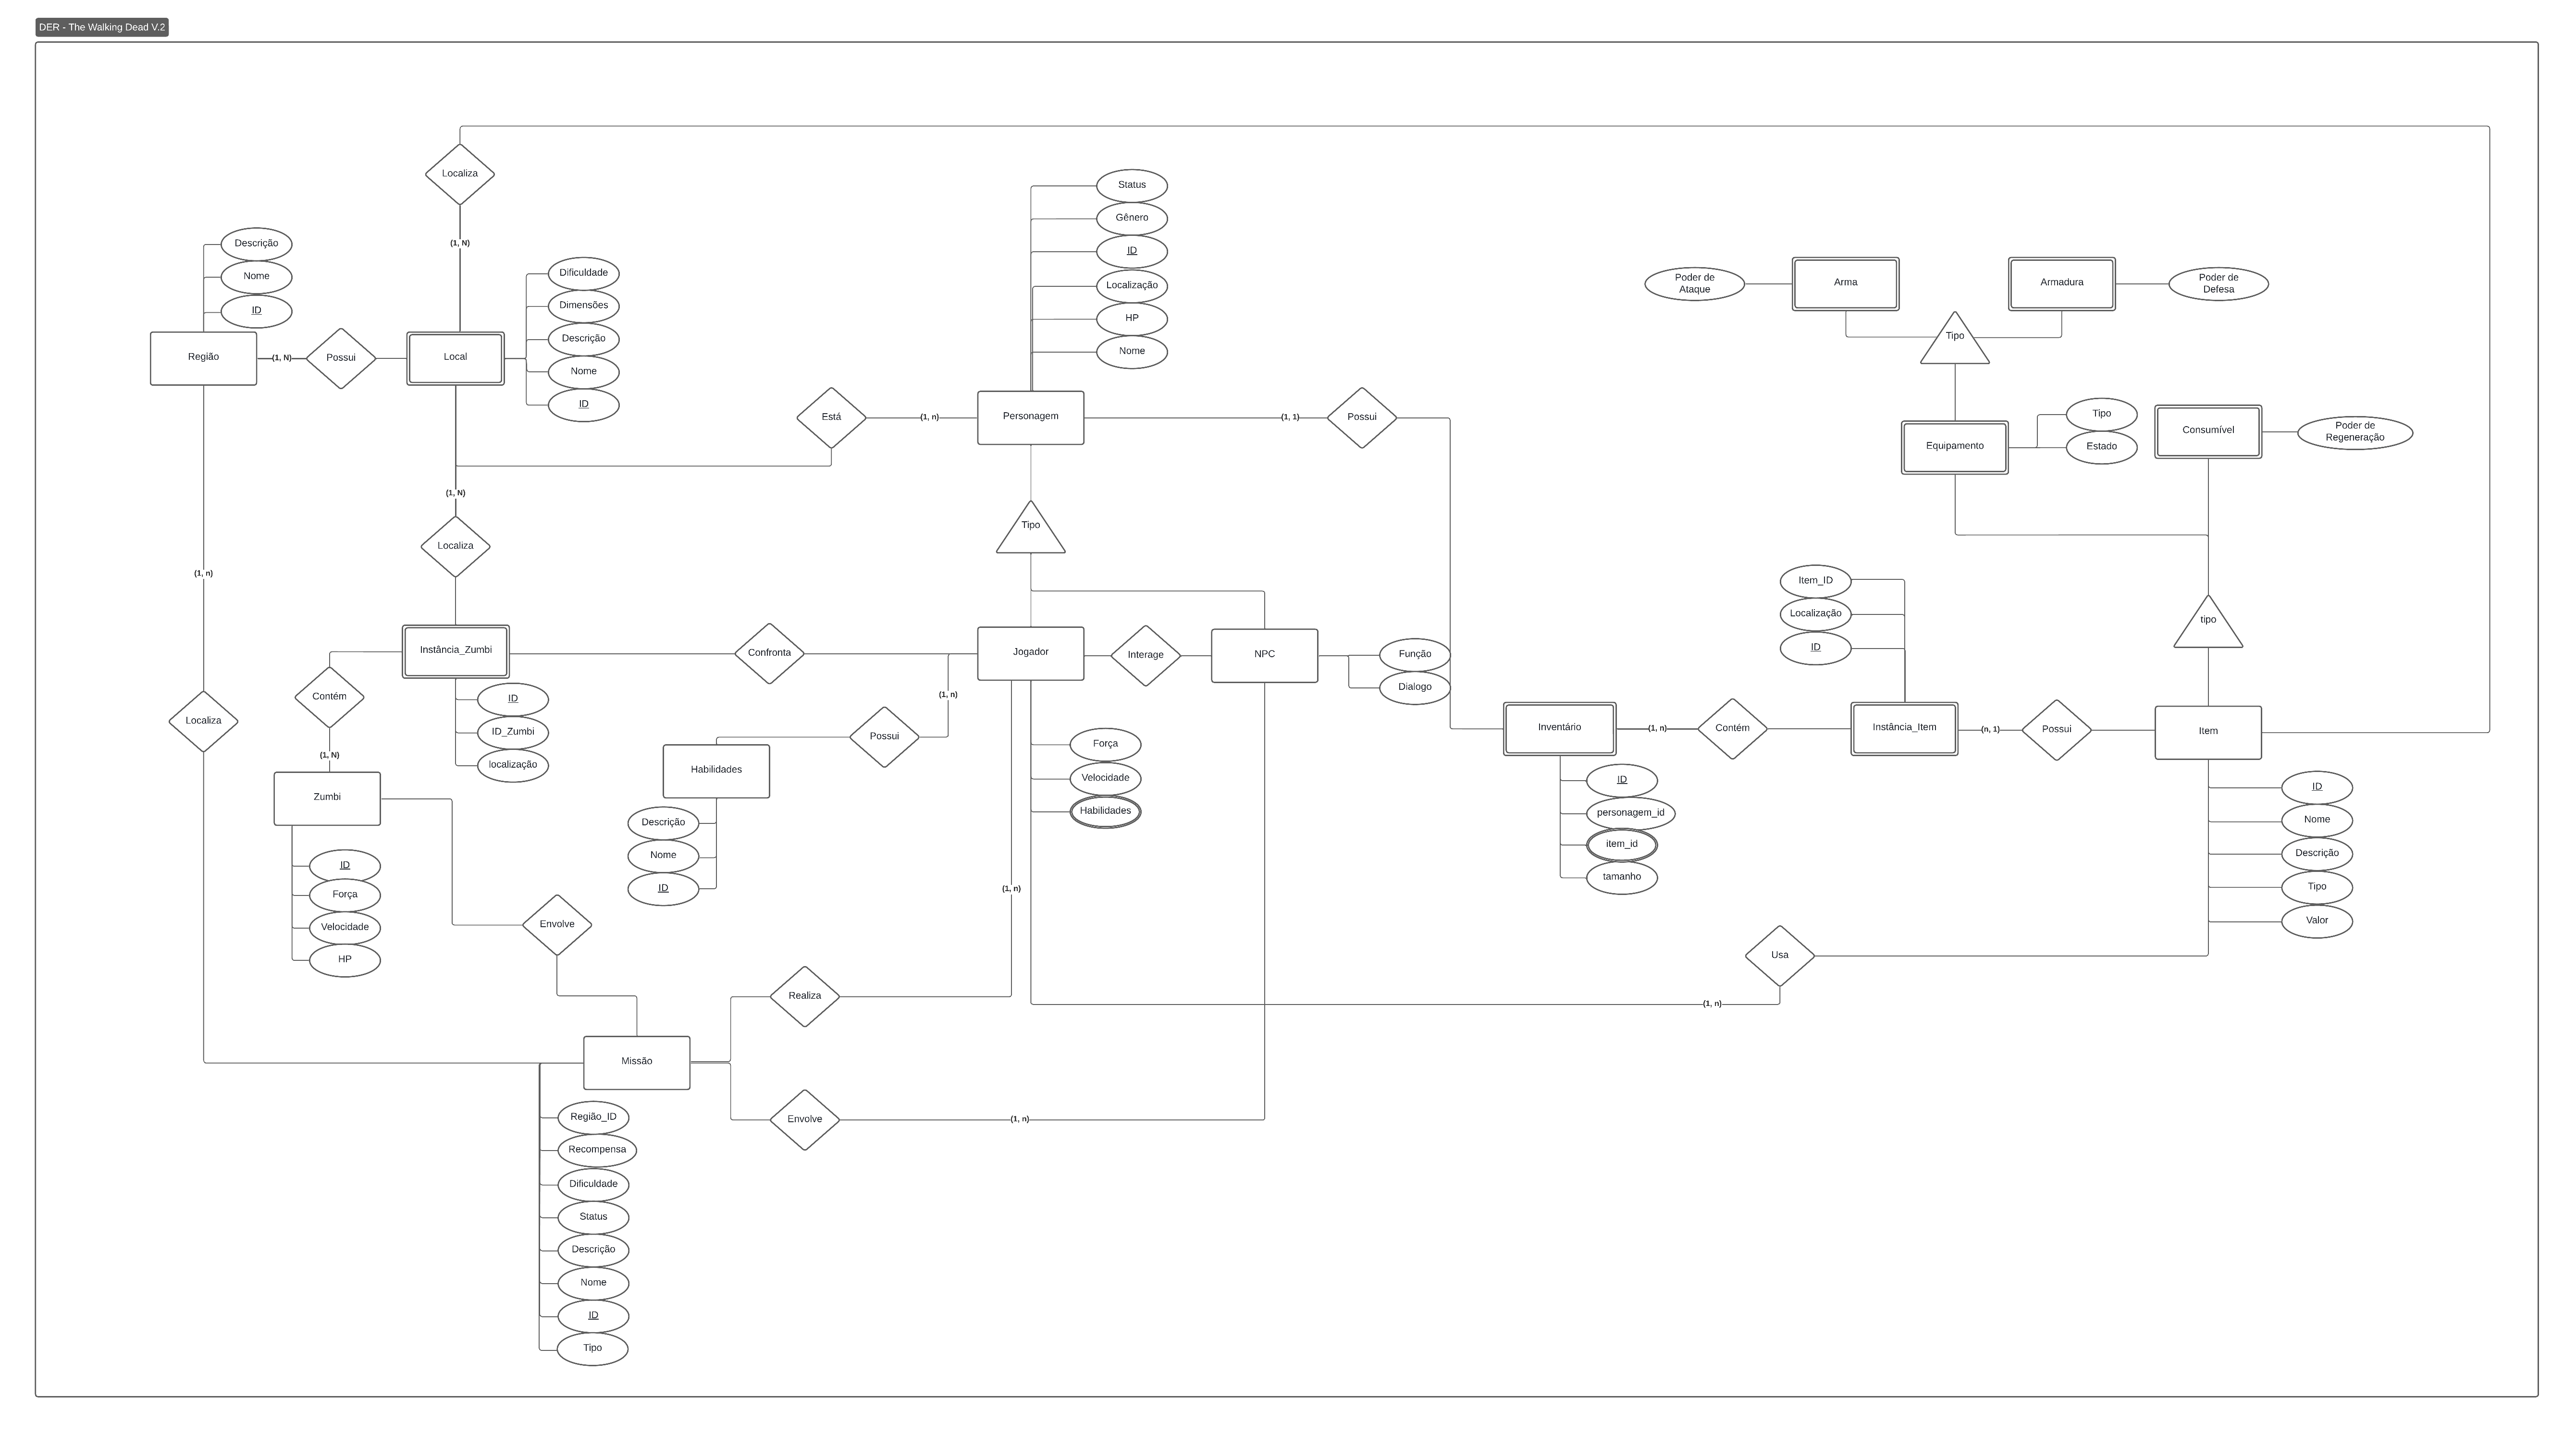 DER - The Walking Dead V.2
Localiza
(1, N)
Descrição
Nome
ID
Região
(1, N)
Possui
Local
Dificuldade
Dimensões
Descrição
Nome
ID
Status
Gênero
ID
Localização
HP
Nome
Está
(1, n)
Personagem
(1, 1)
Possui
Poder de
Ataque
Arma
Armadura
Poder de
Defesa
Tipo
Equipamento
Tipo
Estado
Consumível
Poder de
Regeneração
(1, N)
Localiza
(1, n)
Tipo
Instância_Zumbi
Confronta
Jogador
Interage
NPC
Função
Dialogo
Item_ID
Localização
ID
tipo
Contém
(1, N)
ID
ID_Zumbi
localização
Localiza
(1, n)
Possui
Habilidades
Descrição
Nome
ID
Força
Velocidade
Habilidades
Inventário
(1, n)
Contém
Instância_Item
(n, 1)
Possui
Item
ID
personagem_id
item_id
tamanho
ID
Nome
Descrição
Tipo
Valor
Zumbi
ID
Força
Velocidade
HP
Envolve
(1, n)
Realiza
Usa
(1, n)
Missão
Envolve
(1, n)
Região_ID
Recompensa
Dificuldade
Status
Descrição
Nome
ID
Tipo